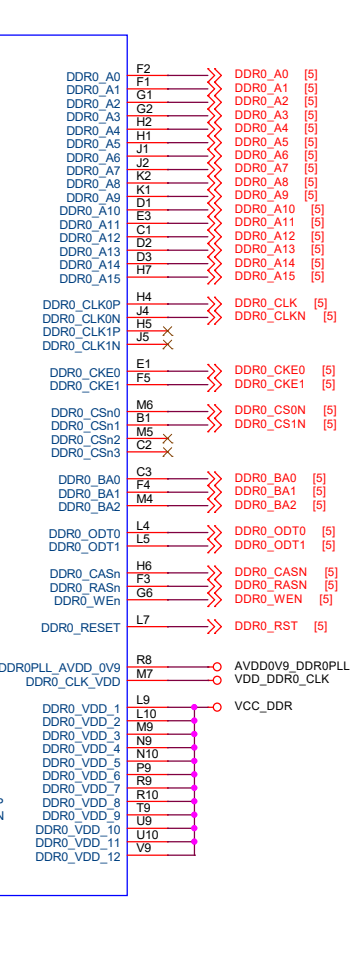 DDR0_A0 F2 DDR0_A0 [5]
DDR0_A1 F1 DDR0_A1 [5]
DDR0_A2 G1 DDR0_A2 [5]
DDR0_A3 G2 DDR0_A3 [5]
DDR0_A4 H2 DDR0_A4 [5]
DDR0_A5 H1 DDR0_A5 [5]
DDR0_A6 J1 DDR0_A6 [5]
DDR0_A7 J2 DDR0_A7 [5]
DDR0_A8 K2 DDR0_A8 [5]
DDR0_A9 K1 DDR0_A9 [5]
DDR0_A10 D1 DDR0_A10 [5]
DDR0_A11 E3 DDR0_A11 [5]
DDR0_A12 C1 DDR0_A12 [5]
DDR0_A13 D2 DDR0_A13 [5]
DDR0_A14 D3 DDR0_A14 [5]
DDR0_A15 H7 DDR0_A15 [5]
DDR0_CLK0P H4 DDR0_CLK [5]
DDR0_CLK0N J4 DDR0_CLKN [5]
DDR0_CLK1P H5
DDR0_CLK1N J5
DDR0_CKE0 E1 DDR0_CKE0 [5]
DDR0_CKE1 F5 DDR0_CKE1 [5]
DDR0_CSn0 M6 DDR0_CS0N [5]
DDR0_CSn1 B1 DDR0_CS1N [5]
DDR0_CSn2 M5
DDR0_CSn3 C2
DDR0_BA0 C3 DDR0_BA0 [5]
DDR0_BA1 F4 DDR0_BA1 [5]
DDR0_BA2 M4 DDR0_BA2 [5]
DDR0_ODT0 L4 DDR0_ODT0 [5]
DDR0_ODT1 L5 DDR0_ODT1 [5]
DDR0_CASn H6 DDR0_CASN [5]
DDR0_RASn F3 DDR0_RASN [5]
DDR0_WEn G6 DDR0_WEN [5]
DDR0_RESET L7 DDR0_RST [5]
DDR0PLL_AVDD_0V9 R8 AVDD0V9_DDR0PLL
DDR0_CLK_VDD M7 VDD_DDR0_CLK
DDR0_VDD_1 L9 VCC_DDR
DDR0_VDD_2 L10
DDR0_VDD_3 M9
DDR0_VDD_4 N9
DDR0_VDD_5 N10
DDR0_VDD_6 P9
DDR0_VDD_7 R9
DDR0_VDD_8 R10
DDR0_VDD_9 T9
DDR0_VDD_10 U9
DDR0_VDD_11 U10
DDR0_VDD_12 V9